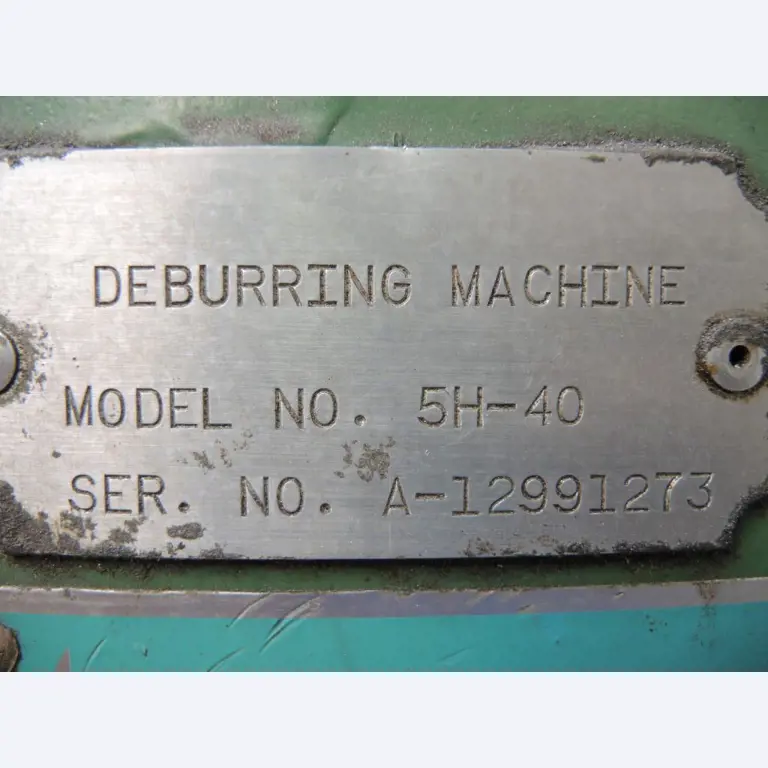 DEBURRING MACHINE
MODEL NO. 5H-40
SER. NO. A-12991273